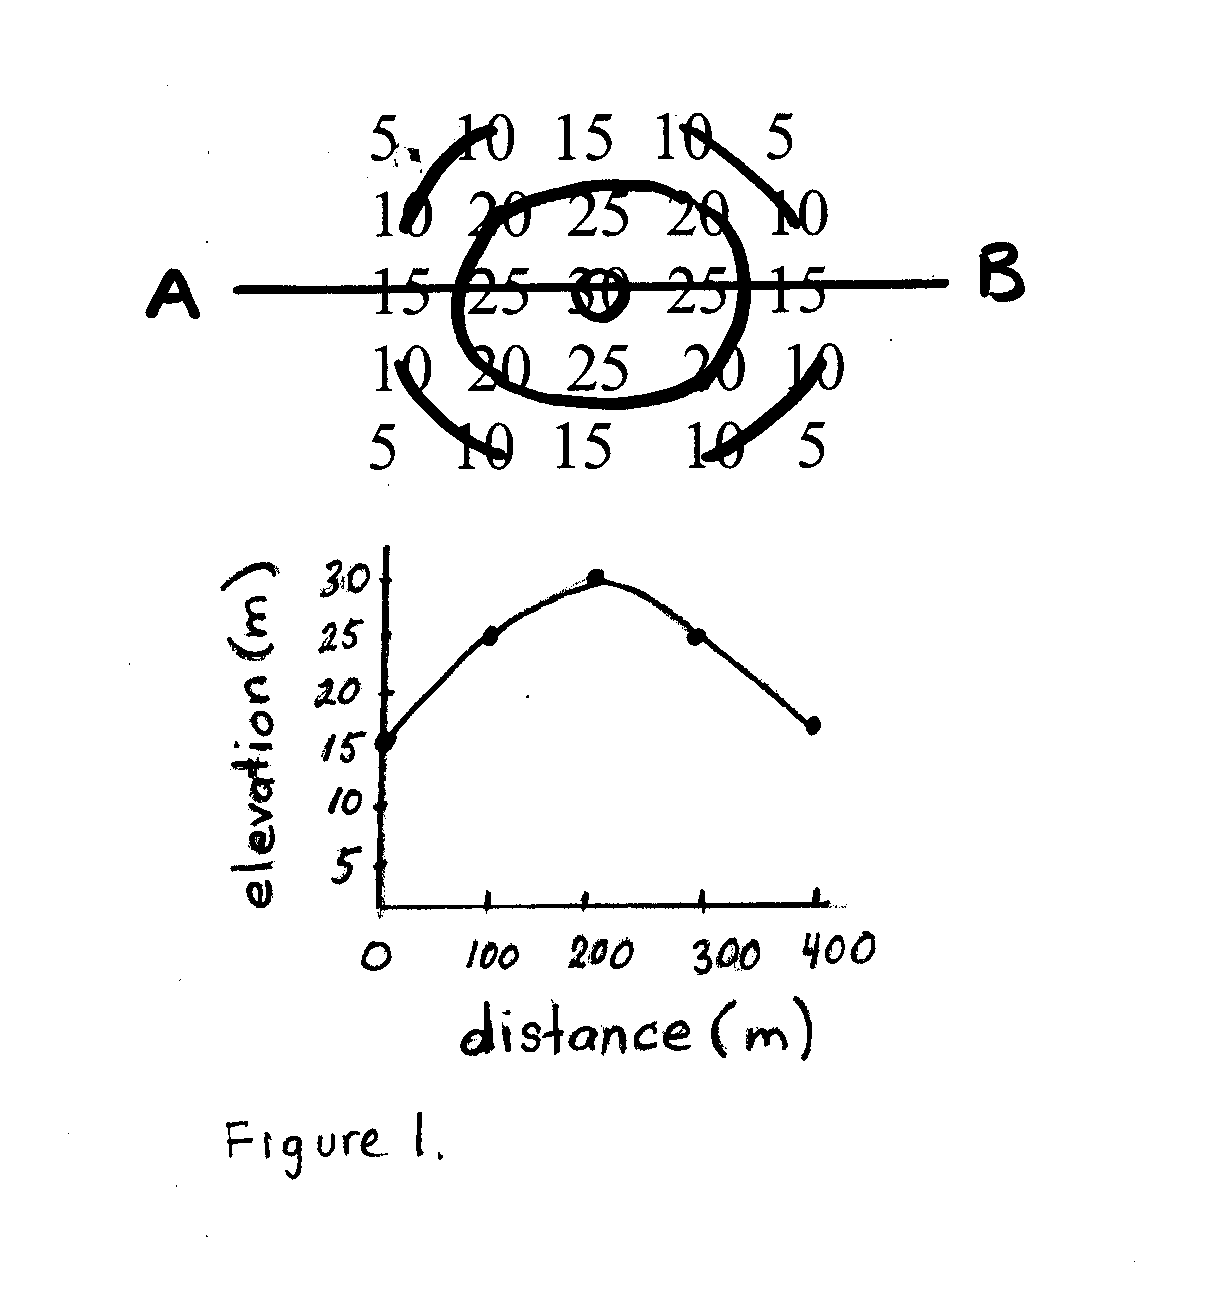 5 10 15 10 5
10 20 25 20 10
A 15 25 30 25 15 B
10 20 25 20 10
5 10 15 10 5
elevation (m)
30
25
20
15
10
5
0 100 200 300 400
distance (m)
Figure 1.